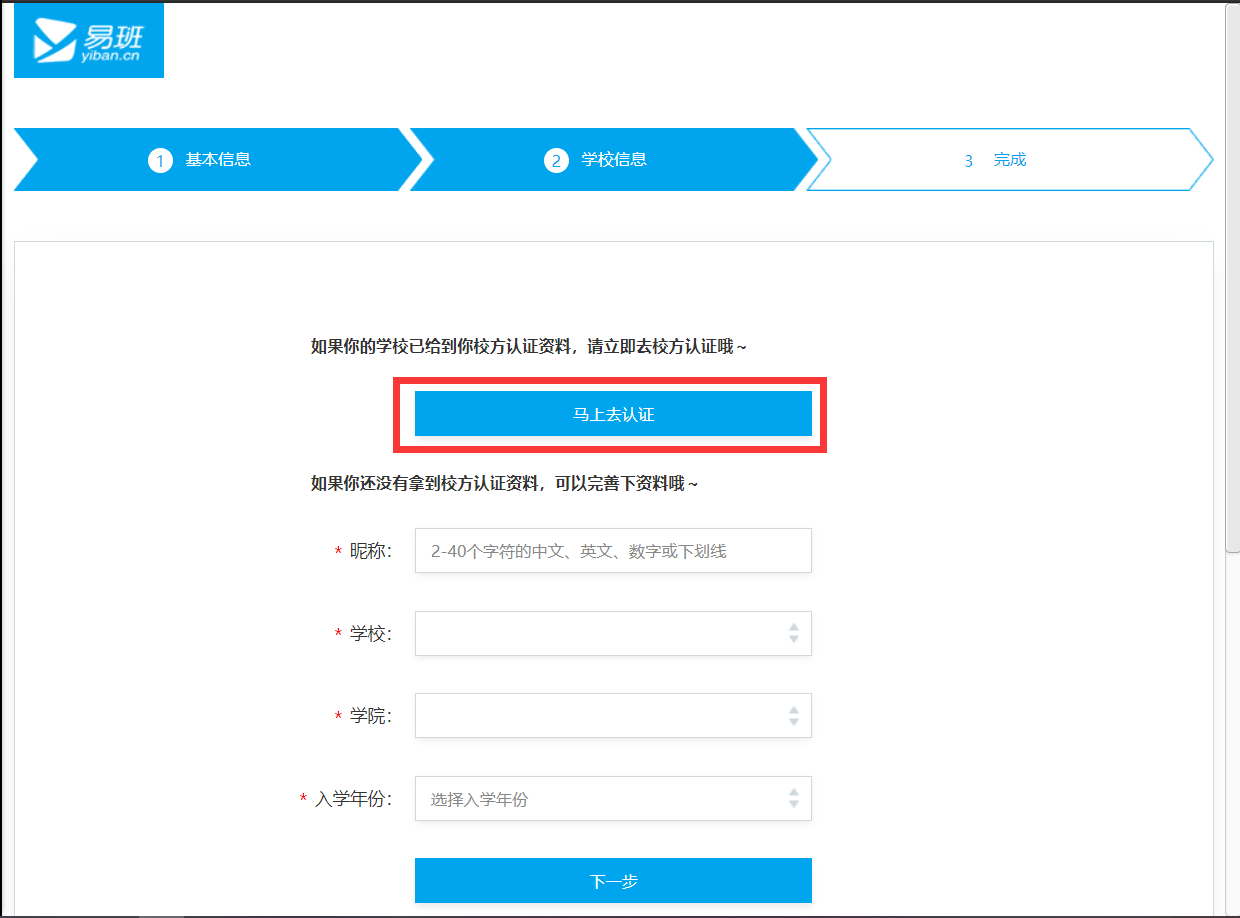 易班
yiban.cn
1 基本信息
2 学校信息
3 完成
如果你的学校已给到你校方认证资料，请立即去校方认证哦~
马上去认证
如果你还没有拿到校方认证资料，可以完善下资料哦~
* 昵称： 2-40个字符的中文、英文、数字或下划线
* 学校：
* 学院：
* 入学年份： 选择入学年份
下一步